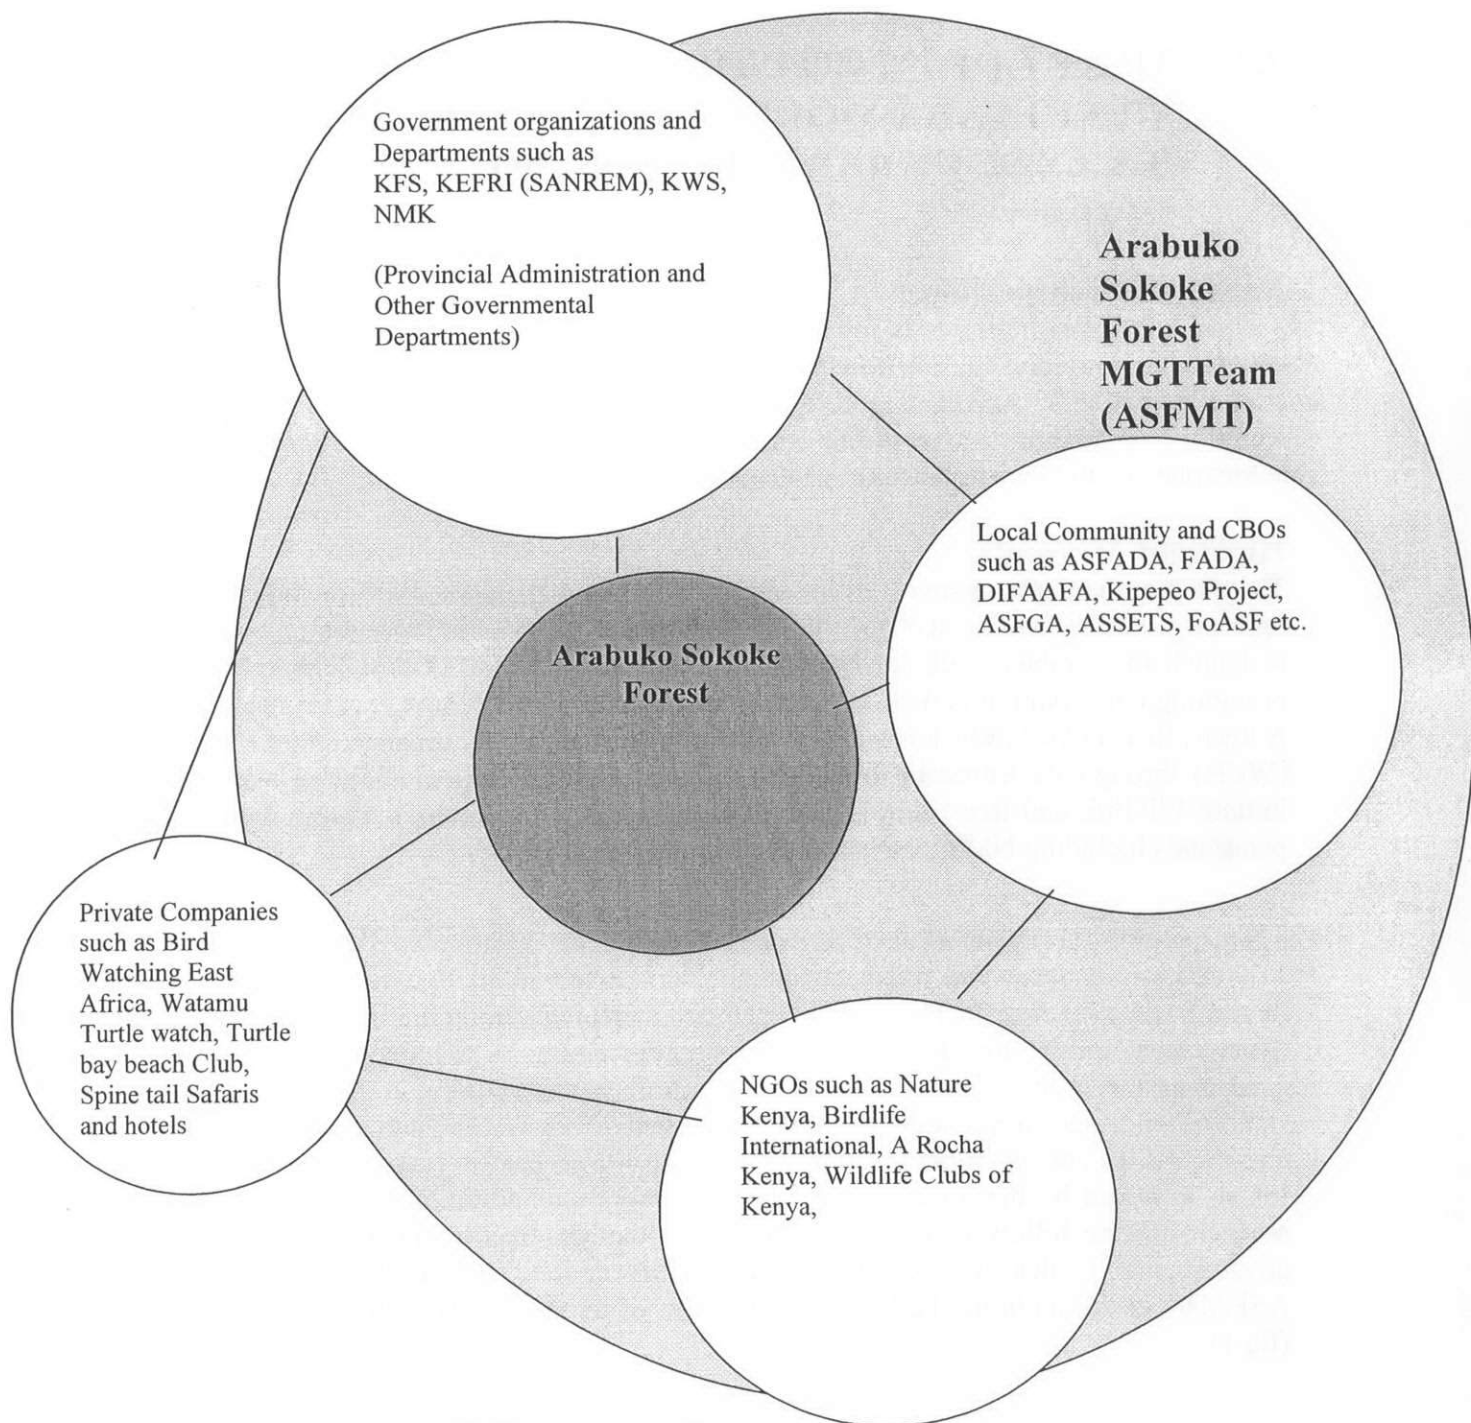 Government organizations and
Departments such as
KFS, KEFRI (SANREM), KWS,
NMK
(Provincial Administration and
Other Governmental
Departments)
Arabuko
Sokoke
Forest
MGTTeam
(ASFMT)
Local Community and CBOs
such as ASFADA, FADA,
DIFAAFA, Kipepeo Project,
ASFGA, ASSETS, FoASF etc.
Arabuko Sokoke
Forest
Private Companies
such as Bird
Watching East
Africa, Watamu
Turtle watch, Turtle
bay beach Club,
Spine tail Safaris
and hotels
NGOs such as Nature
Kenya, Birdlife
International, A Rocha
Kenya, Wildlife Clubs of
Kenya,